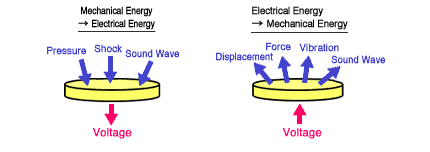 Mechanical Energy
→ Electrical Energy
Pressure
Shock
Sound Wave
Voltage
Electrical Energy
→ Mechanical Energy
Displacement
Force
Vibration
Sound Wave
Voltage